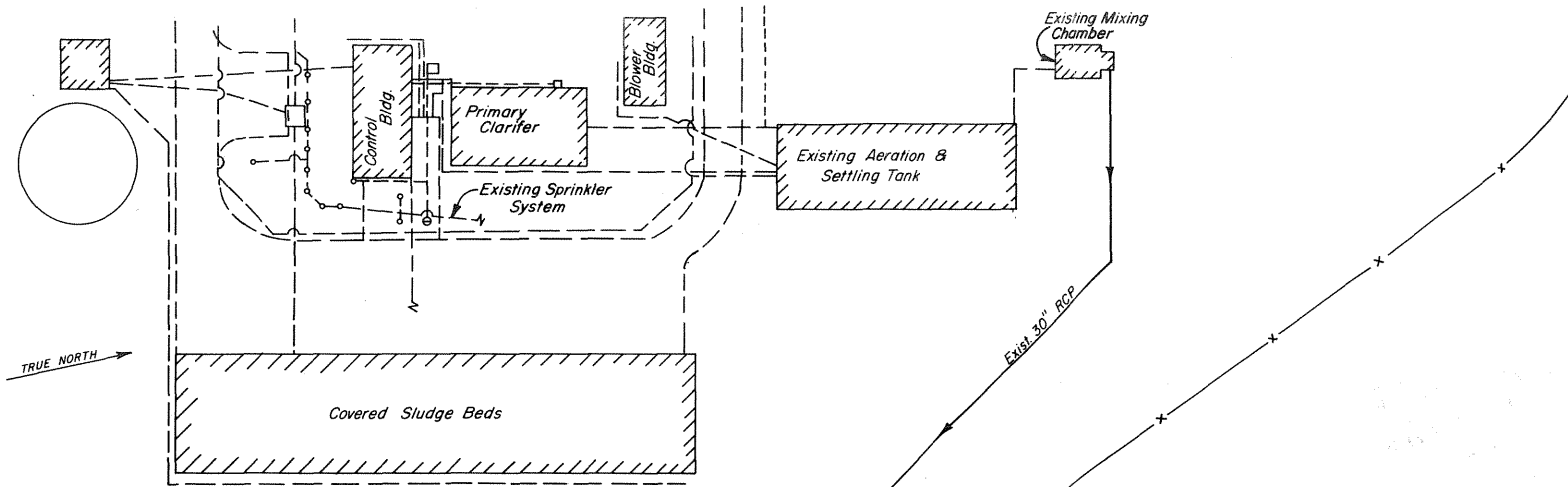 Existing Mixing
Chamber
Blower
Bldg.
Control
Bldg.
Primary
Clarifer
Existing Aeration &
Settling Tank
Existing Sprinkler
System
Exist. 30" RCP
TRUE NORTH
Covered Sludge Beds